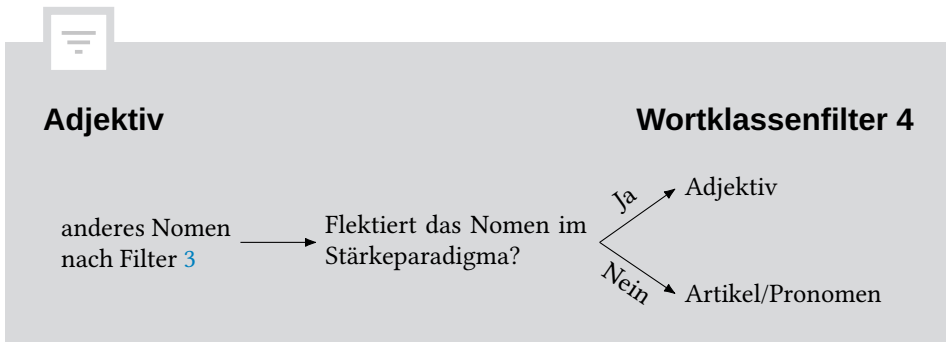 Adjektiv
Wortklassenfilter 4
anderes Nomen
nach Filter 3
Flektiert das Nomen im
Stärkeparadigma?
Ja
Adjektiv
Nein
Artikel/Pronomen